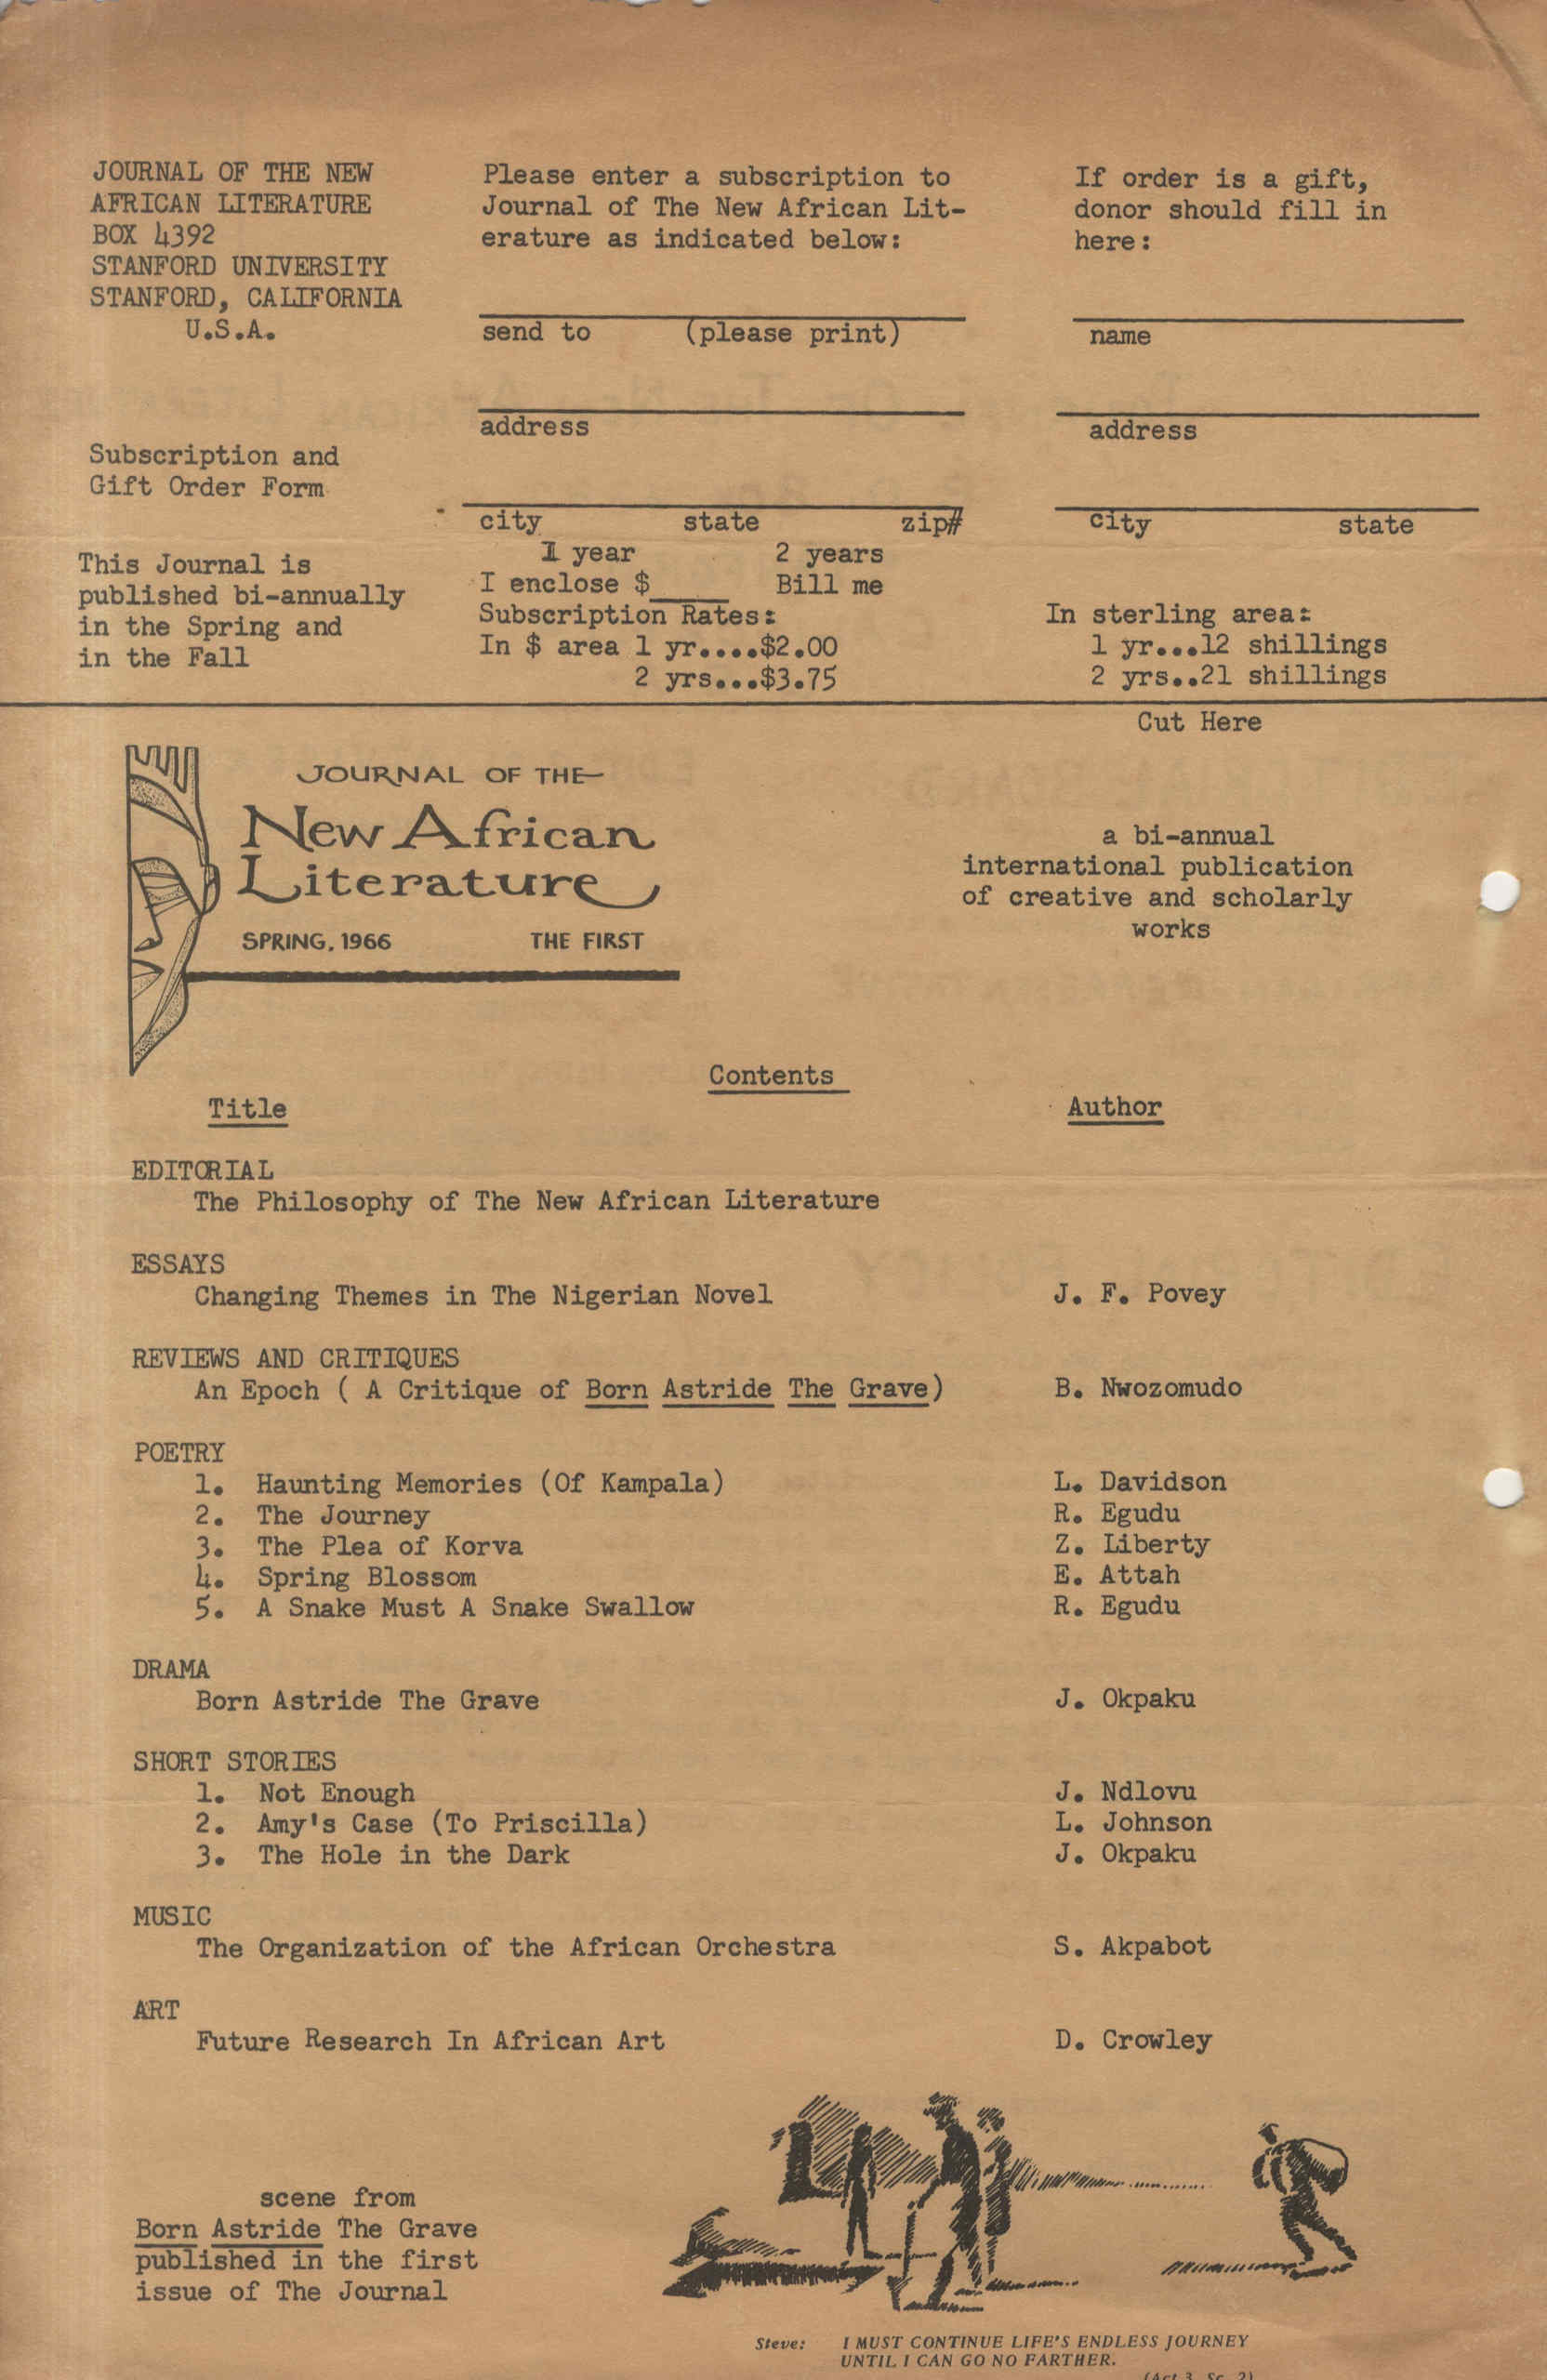 JOURNAL OF THE NEW
AFRICAN LITERATURE
BOX 4392
STANFORD UNIVERSITY
STANFORD, CALIFORNIA
U.S.A.
Subscription and
Gift Order Form
This Journal is
published bi-annually
in the Spring and
in the Fall
Please enter a subscription to
Journal of The New African Lit-
erature as indicated below:
send to (please print)
address
city state zip#
1 year 2 years
I enclose $____ Bill me
Subscription Rates:
In $ area 1 yr....$2.00
2 yrs...$3.75
If order is a gift,
donor should fill in
here:
name
address
city state
In sterling area:
1 yr...12 shillings
2 yrs..21 shillings
Cut Here
JOURNAL OF THE
New African
Literature
SPRING, 1966 THE FIRST
a bi-annual
international publication
of creative and scholarly
works
Contents
Title Author
EDITORIAL
The Philosophy of The New African Literature
ESSAYS
Changing Themes in The Nigerian Novel J. F. Povey
REVIEWS AND CRITIQUES
An Epoch ( A Critique of Born Astride The Grave) B. Nwozomudo
POETRY
1. Haunting Memories (Of Kampala) L. Davidson
2. The Journey R. Egudu
3. The Plea of Korva Z. Liberty
4. Spring Blossom E. Attah
5. A Snake Must A Snake Swallow R. Egudu
DRAMA
Born Astride The Grave J. Okpaku
SHORT STORIES
1. Not Enough J. Ndlovu
2. Amy's Case (To Priscilla) L. Johnson
3. The Hole in the Dark J. Okpaku
MUSIC
The Organization of the African Orchestra S. Akpabot
ART
Future Research In African Art D. Crowley
scene from
Born Astride The Grave
published in the first
issue of The Journal
Steve: I MUST CONTINUE LIFE'S ENDLESS JOURNEY
UNTIL I CAN GO NO FARTHER.
(Act 3, Sc. 2)